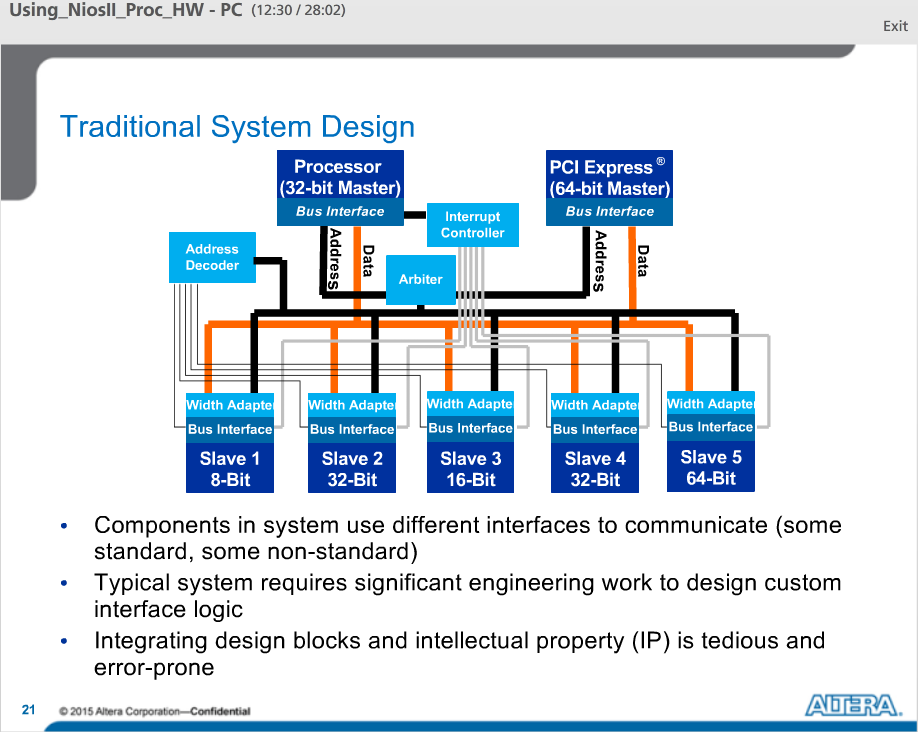 Using_NiosII_Proc_HW - PC (12:30 / 28:02)
Exit
Traditional System Design
Processor
(32-bit Master)
Bus Interface
PCI Express®
(64-bit Master)
Bus Interface
Interrupt
Controller
Address
Decoder
Address
Data
Arbiter
Address
Data
Width Adapte
Bus Interface
Slave 1
8-Bit
Width Adapte
Bus Interface
Slave 2
32-Bit
Width Adapte
Bus Interface
Slave 3
16-Bit
Width Adapte
Bus Interface
Slave 4
32-Bit
Width Adapte
Bus Interface
Slave 5
64-Bit
• Components in system use different interfaces to communicate (some
standard, some non-standard)
• Typical system requires significant engineering work to design custom
interface logic
• Integrating design blocks and intellectual property (IP) is tedious and
error-prone
21 © 2015 Altera Corporation—Confidential
ALTERA